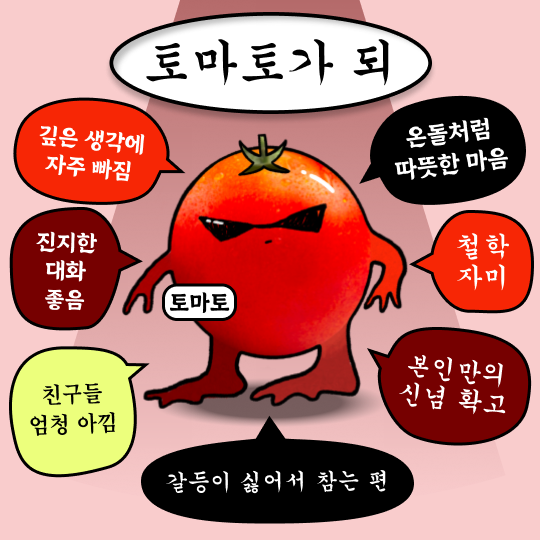 토마토가 되
깊은 생각에
자주 빠짐
온돌처럼
따뜻한 마음
진지한
대화
좋음
철학
자미
토마토
친구들
엄청 아낌
본인만의
신념 확고
갈등이 싫어서 참는 편